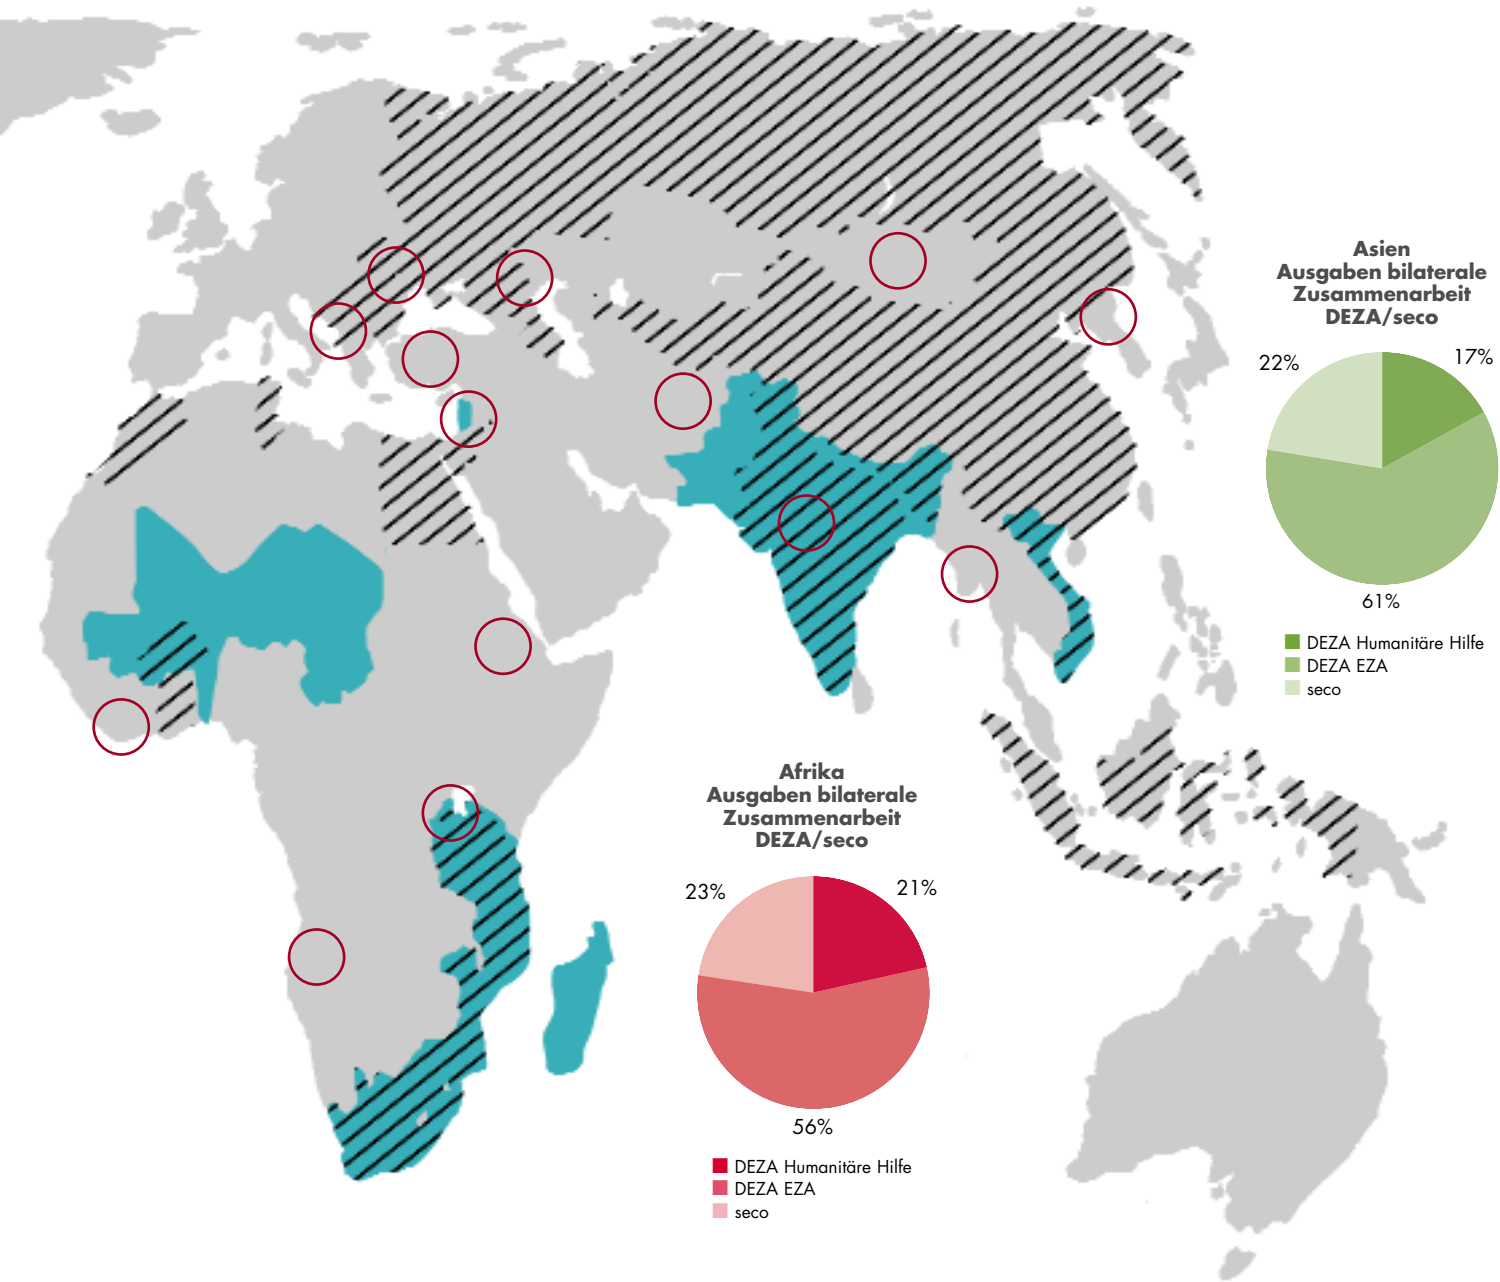 Asien
Ausgaben bilaterale
Zusammenarbeit
DEZA/seco
22%
17%
61%
DEZA Humanitäre Hilfe
DEZA EZA
seco
Afrika
Ausgaben bilaterale
Zusammenarbeit
DEZA/seco
23%
21%
56%
DEZA Humanitäre Hilfe
DEZA EZA
seco